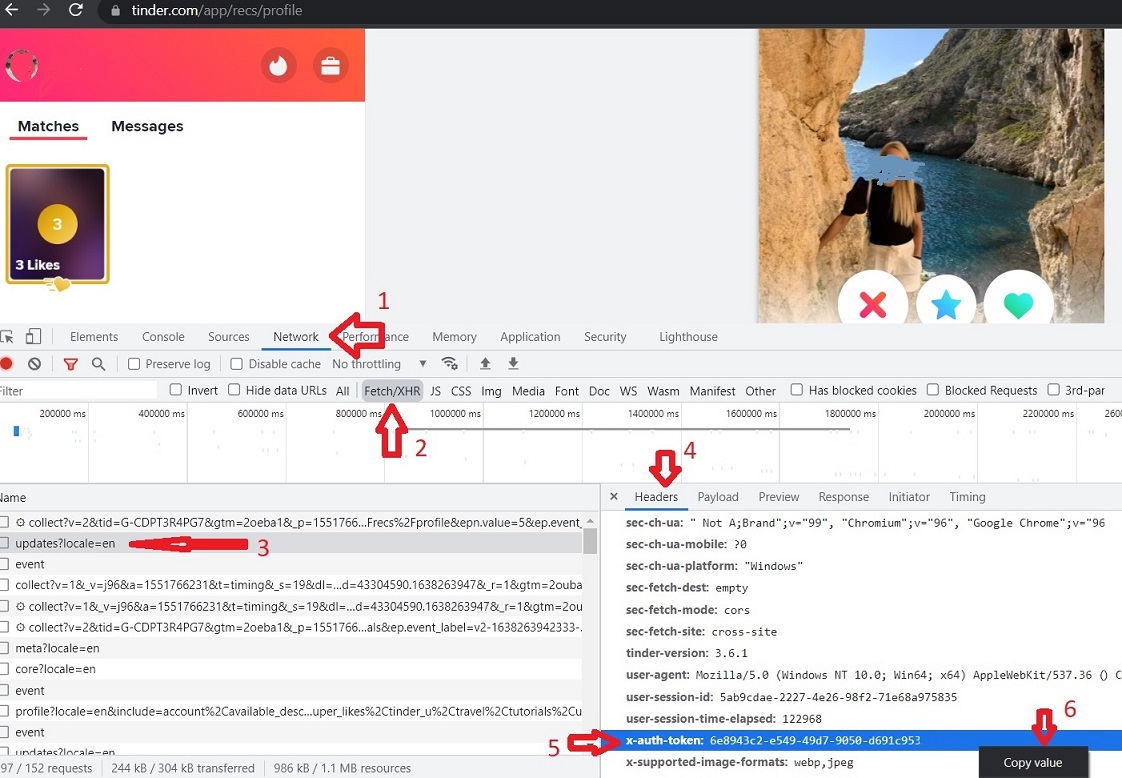 tinder.com/app/recs/profile
Matches Messages
3
3 Likes
1
Elements Console Sources Network Performance Memory Application Security Lighthouse
Preserve log Disable cache No throttling
Filter Invert Hide data URLs All Fetch/XHR JS CSS Img Media Font Doc WS Wasm Manifest Other Has blocked cookies Blocked Requests 3rd-par
200000 ms 400000 ms 600000 ms 800000 ms 1000000 ms 1200000 ms 1400000 ms 1600000 ms 1800000 ms 2000000 ms 2200000 ms 2600
2
4
Name
Headers Payload Preview Response Initiator Timing
collect?v=2&tid=G-CDPT3R4PG7&gtm=2oeba1&_p=1551766...Frecs%2Fprofile&epn.value=5&ep.event_
updates?locale=en
3
event
collect?v=1&_v=j96&a=1551766231&t=timing&_s=19&dl=...d=43304590.1638263947&_r=1&gtm=2ouba
collect?v=1&_v=j96&a=1551766231&t=timing&_s=19&dl=...d=43304590.1638263947&_r=1&gtm=2ou
collect?v=2&tid=G-CDPT3R4PG7&gtm=2oeba1&_p=1551766...als&ep.event_label=v2-1638263942333-
meta?locale=en
core?locale=en
event
profile?locale=en&include=account%2Cavailable_desc...uper_likes%2Ctinder_u%2Ctravel%2Ctutorials%2Cu
event
updates?locale=en
97 / 152 requests 244 kB / 304 kB transferred 986 kB / 1.1 MB resources
sec-ch-ua: " Not A;Brand";v="99", "Chromium";v="96", "Google Chrome";v="96
sec-ch-ua-mobile: ?0
sec-ch-ua-platform: "Windows"
sec-fetch-dest: empty
sec-fetch-mode: cors
sec-fetch-site: cross-site
tinder-version: 3.6.1
user-agent: Mozilla/5.0 (Windows NT 10.0; Win64; x64) AppleWebKit/537.36 () C
user-session-id: 5ab9cdae-2227-4e26-98f2-71e68a975835
user-session-time-elapsed: 122968
6
5
x-auth-token: 6e8943c2-e549-49d7-9050-d691c953
x-supported-image-formats: webp,jpeg
Copy value